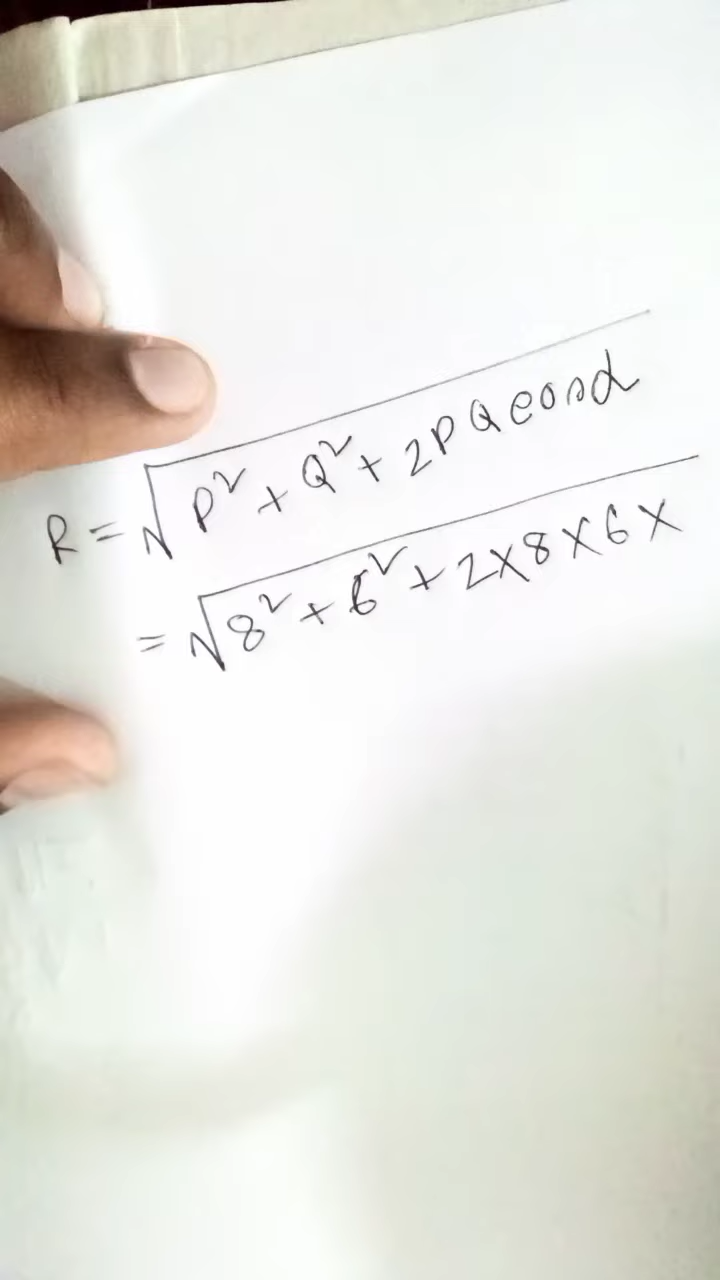 R = √P² + Q² + 2PQ cosα
= √8² + 6² + 2×8×6×